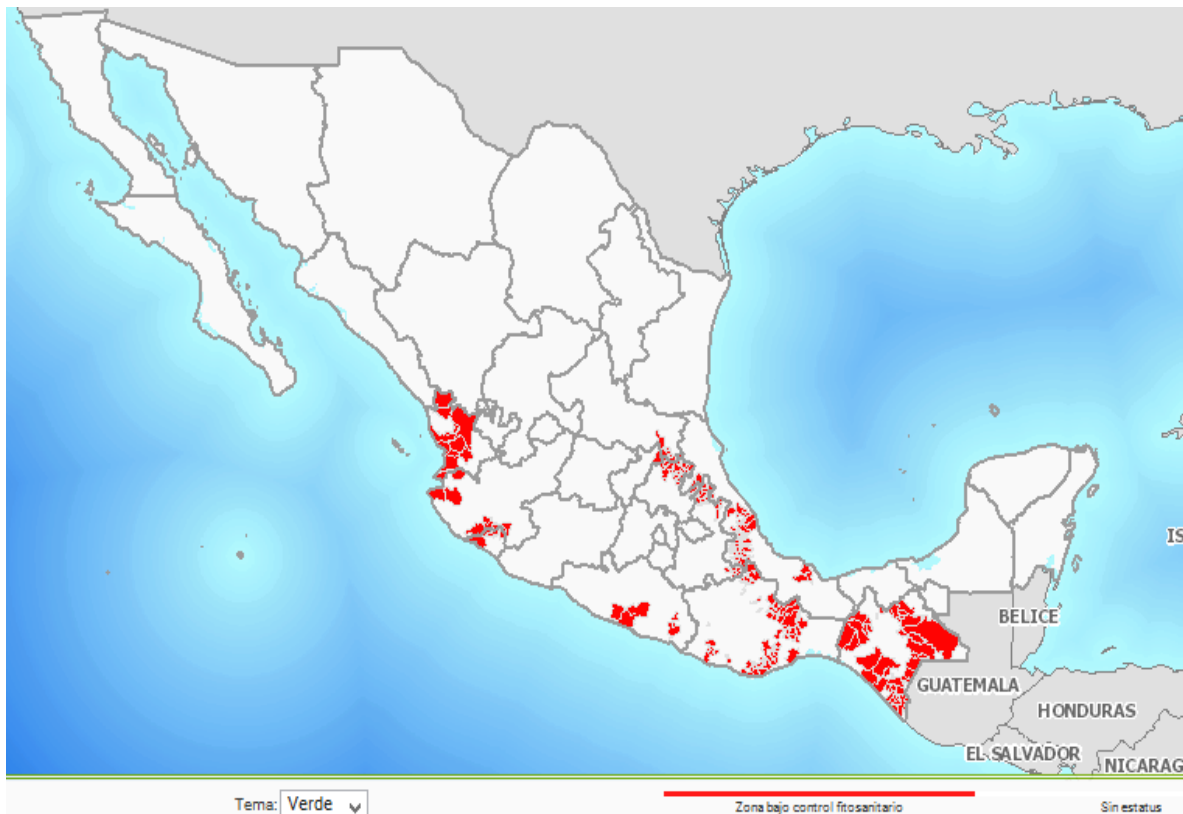 IS
BELICE
GUATEMALA
HONDURAS
EL SALVADOR
NICARAG
Tema: Verde
Zona bajo control fitosanitario
Sin estatus